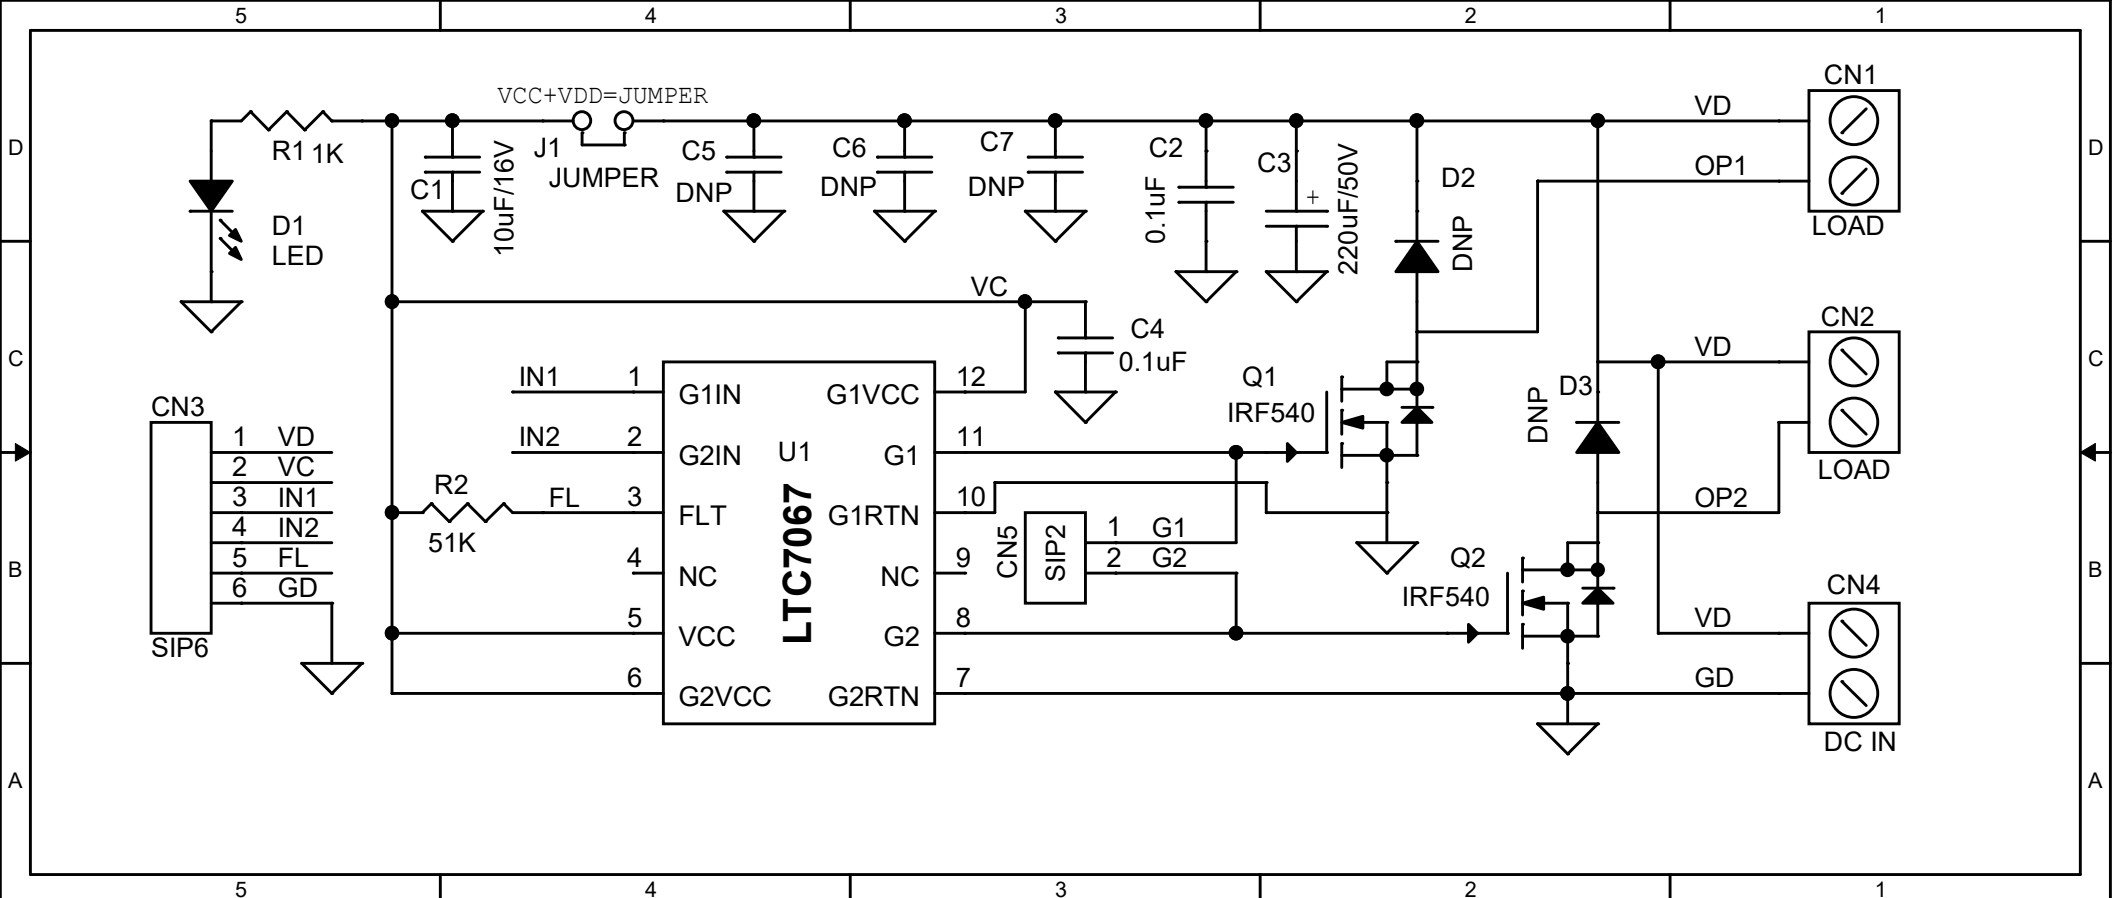 5 4 3 2 1
D D
C C
B B
A A
VCC+VDD=JUMPER
R1 1K
D1
LED
C1
10uF/16V
J1
JUMPER
C5
DNP
C6
DNP
C7
DNP
C2
0.1uF
C3
+
220uF/50V
D2
DNP
VD
OP1
CN1
LOAD
VC
C4
0.1uF
CN2
VD
OP2
LOAD
D3
DNP
Q1
IRF540
CN3
1 VD
2 VC
3 IN1
4 IN2
5 FL
6 GD
SIP6
IN1 1 G1IN
IN2 2 G2IN
R2
51K
FL 3 FLT
4 NC
5 VCC
6 G2VCC
U1
LTC7067
G1VCC 12
G1 11
G1RTN 10
NC 9
G2 8
G2RTN 7
CN5
SIP2
1 G1
2 G2
Q2
IRF540
CN4
VD
GD
DC IN
5 4 3 2 1